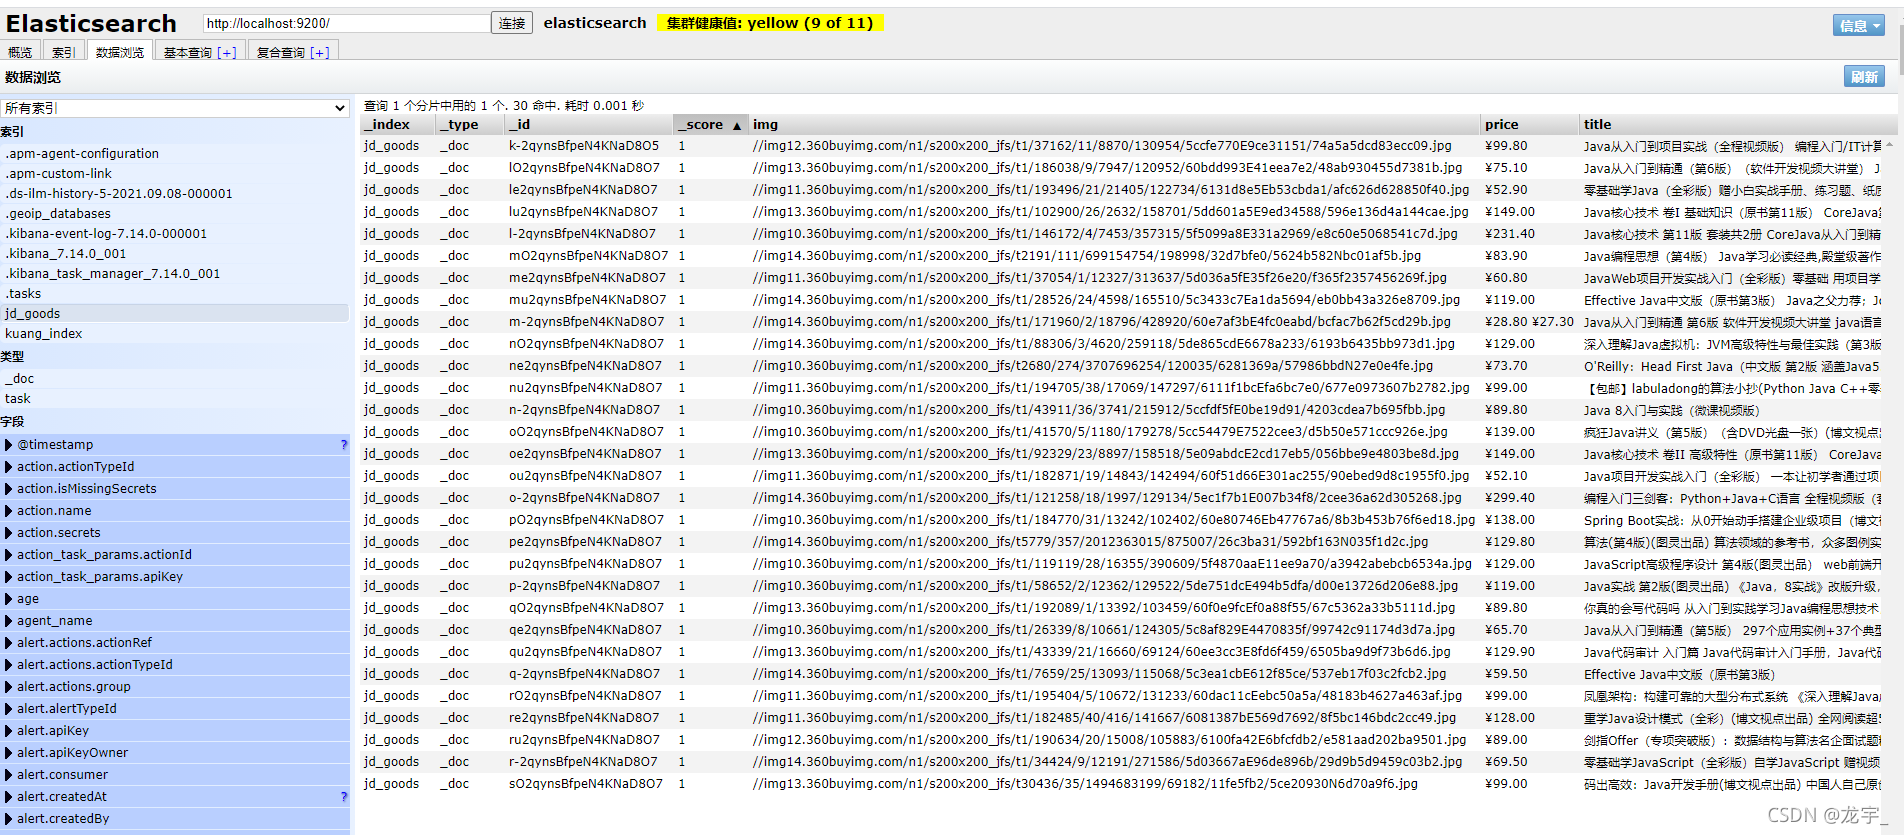 Elasticsearch http://localhost:9200/ 连接 elasticsearch 集群健康值: yellow (9 of 11) 信息
概览 索引 数据浏览 基本查询 [+] 复合查询 [+]
数据浏览 刷新
所有索引
索引
.apm-agent-configuration
.apm-custom-link
.ds-ilm-history-5-2021.09.08-000001
.geoip_databases
.kibana-event-log-7.14.0-000001
.kibana_7.14.0_001
.kibana_task_manager_7.14.0_001
.tasks
jd_goods
kuang_index
类型
_doc
task
字段
@timestamp ?
action.actionTypeId
action.isMissingSecrets
action.name
action.secrets
action_task_params.actionId
action_task_params.apiKey
age
agent_name
alert.actions.actionRef
alert.actions.actionTypeId
alert.actions.group
alert.alertTypeId
alert.apiKey
alert.apiKeyOwner
alert.consumer
alert.createdAt ?
alert.createdBy
查询 1 个分片中用的 1 个. 30 命中. 耗时 0.001 秒
_index _type _id _score ▲ img price title
jd_goods _doc k-2qynsBfpeN4KNaD8O5 1 //img12.360buyimg.com/n1/s200x200_jfs/t1/37162/11/8870/130954/5ccfe770E9ce31151/74a5a5dcd83ecc09.jpg ¥99.80 Java从入门到项目实战（全程视频版） 编程入门/IT计算
jd_goods _doc lO2qynsBfpeN4KNaD8O7 1 //img13.360buyimg.com/n1/s200x200_jfs/t1/186038/9/7947/120952/60bdd993E41eea7e2/48ab930455d7381b.jpg ¥75.10 Java从入门到精通（第6版）（软件开发视频大讲堂） J
jd_goods _doc le2qynsBfpeN4KNaD8O7 1 //img11.360buyimg.com/n1/s200x200_jfs/t1/193496/21/21405/122734/6131d8e5Eb53cbda1/afc626d628850f40.jpg ¥52.90 零基础学Java（全彩版）赠小白实战手册、练习题、纸质
jd_goods _doc lu2qynsBfpeN4KNaD8O7 1 //img13.360buyimg.com/n1/s200x200_jfs/t1/102900/26/2632/158701/5dd601a5E9ed34588/596e136d4a144cae.jpg ¥149.00 Java核心技术 卷I 基础知识（原书第11版） CoreJava
jd_goods _doc l-2qynsBfpeN4KNaD8O7 1 //img10.360buyimg.com/n1/s200x200_jfs/t1/146172/4/7453/357315/5f5099a8E331a2969/e8c60e5068541c7d.jpg ¥231.40 Java核心技术 第11版 套装共2册 CoreJava从入门到精
jd_goods _doc mO2qynsBfpeN4KNaD8O7 1 //img14.360buyimg.com/n1/s200x200_jfs/t2191/111/699154754/198998/32d7bfe0/5624b582Nbc01af5b.jpg ¥83.90 Java编程思想（第4版） Java学习必读经典,殿堂级著作
jd_goods _doc me2qynsBfpeN4KNaD8O7 1 //img11.360buyimg.com/n1/s200x200_jfs/t1/37054/1/12327/313637/5d036a5fE35f26e20/f365f2357456269f.jpg ¥60.80 JavaWeb项目开发实战入门（全彩版）零基础 用项目学
jd_goods _doc mu2qynsBfpeN4KNaD8O7 1 //img14.360buyimg.com/n1/s200x200_jfs/t1/28526/24/4598/165510/5c3433c7Ea1da5694/eb0bb43a326e8709.jpg ¥119.00 Effective Java中文版（原书第3版） Java之父力荐；Jo
jd_goods _doc m-2qynsBfpeN4KNaD8O7 1 //img14.360buyimg.com/n1/s200x200_jfs/t1/171960/2/18796/428920/60e7af3bE4fc0eabd/bcfac7b62f5cd29b.jpg ¥28.80 ¥27.30 Java从入门到精通 第6版 软件开发视频大讲堂 java语言
jd_goods _doc nO2qynsBfpeN4KNaD8O7 1 //img14.360buyimg.com/n1/s200x200_jfs/t1/88306/3/4620/259118/5de865cdE6678a233/6193b6435bb973d1.jpg ¥129.00 深入理解Java虚拟机：JVM高级特性与最佳实践（第3版
jd_goods _doc ne2qynsBfpeN4KNaD8O7 1 //img10.360buyimg.com/n1/s200x200_jfs/t2680/274/3707696254/120035/6281369a/57986bbdN27e0e4fe.jpg ¥73.70 O'Reilly：Head First Java（中文版 第2版 涵盖Java5
jd_goods _doc nu2qynsBfpeN4KNaD8O7 1 //img11.360buyimg.com/n1/s200x200_jfs/t1/194705/38/17069/147297/6111f1bcEfa6bc7e0/677e0973607b2782.jpg ¥99.00 【包邮】labuladong的算法小抄(Python Java C++零
jd_goods _doc n-2qynsBfpeN4KNaD8O7 1 //img10.360buyimg.com/n1/s200x200_jfs/t1/43911/36/3741/215912/5ccfdf5fE0be19d91/4203cdea7b695fbb.jpg ¥89.80 Java 8入门与实践（微课视频版）
jd_goods _doc oO2qynsBfpeN4KNaD8O7 1 //img10.360buyimg.com/n1/s200x200_jfs/t1/41570/5/1180/179278/5cc54479E7522cee3/d5b50e571ccc926e.jpg ¥139.00 疯狂Java讲义（第5版）（含DVD光盘一张）(博文视点出
jd_goods _doc oe2qynsBfpeN4KNaD8O7 1 //img13.360buyimg.com/n1/s200x200_jfs/t1/92329/23/8897/158518/5e09abdcE2cd17eb5/056bbe9e4803be8d.jpg ¥149.00 Java核心技术 卷II 高级特性（原书第11版） CoreJava
jd_goods _doc ou2qynsBfpeN4KNaD8O7 1 //img13.360buyimg.com/n1/s200x200_jfs/t1/182871/19/14843/142494/60f51d66E301ac255/90ebed9d8c1955f0.jpg ¥52.10 Java项目开发实战入门（全彩版） 一本让初学者通过项
jd_goods _doc o-2qynsBfpeN4KNaD8O7 1 //img14.360buyimg.com/n1/s200x200_jfs/t1/121258/18/1997/129134/5ec1f7b1E007b34f8/2cee36a62d305268.jpg ¥299.40 编程入门三剑客：Python+Java+C语言 全程视频版（套
jd_goods _doc pO2qynsBfpeN4KNaD8O7 1 //img10.360buyimg.com/n1/s200x200_jfs/t1/184770/31/13242/102402/60e80746Eb47767a6/8b3b453b76f6ed18.jpg ¥138.00 Spring Boot实战：从0开始动手搭建企业级项目（博文
jd_goods _doc pe2qynsBfpeN4KNaD8O7 1 //img14.360buyimg.com/n1/s200x200_jfs/t5779/357/2012363015/875007/26c3ba31/592bf163N035f1d2c.jpg ¥129.80 算法(第4版)(图灵出品) 算法领域的参考书，众多图例实
jd_goods _doc pu2qynsBfpeN4KNaD8O7 1 //img10.360buyimg.com/n1/s200x200_jfs/t1/119119/28/16355/390609/5f4870aaE11ee9a70/a3942abebcb6534a.jpg ¥129.00 JavaScript高级程序设计 第4版(图灵出品） web前端开
jd_goods _doc p-2qynsBfpeN4KNaD8O7 1 //img10.360buyimg.com/n1/s200x200_jfs/t1/58652/2/12362/129522/5de751dcE494b5dfa/d00e13726d206e88.jpg ¥119.00 Java实战 第2版(图灵出品）《Java，8实战》改版升级，
jd_goods _doc qO2qynsBfpeN4KNaD8O7 1 //img13.360buyimg.com/n1/s200x200_jfs/t1/192089/1/13392/103459/60f0e9fcEf0a88f55/67c5362a33b5111d.jpg ¥89.80 你真的会写代码吗 从入门到实践学习Java编程思想技术
jd_goods _doc qe2qynsBfpeN4KNaD8O7 1 //img10.360buyimg.com/n1/s200x200_jfs/t1/26339/8/10661/124305/5c8af829E4470835f/99742c91174d3d7a.jpg ¥65.70 Java从入门到精通（第5版） 297个应用实例+37个典型
jd_goods _doc qu2qynsBfpeN4KNaD8O7 1 //img13.360buyimg.com/n1/s200x200_jfs/t1/43339/21/16660/69124/60ee3cc3E8fd6f459/6505ba9d9f73b6d6.jpg ¥129.90 Java代码审计 入门篇 Java代码审计入门手册，Java代码
jd_goods _doc q-2qynsBfpeN4KNaD8O7 1 //img14.360buyimg.com/n1/s200x200_jfs/t1/7659/25/13093/115068/5c3ea1cbE612f85ce/537eb17f03c2fcb2.jpg ¥59.50 Effective Java中文版（原书第3版）
jd_goods _doc rO2qynsBfpeN4KNaD8O7 1 //img11.360buyimg.com/n1/s200x200_jfs/t1/195404/5/10672/131233/60dac11cEebc50a5a/48183b4627a463af.jpg ¥99.00 凤凰架构：构建可靠的大型分布式系统 《深入理解Java
jd_goods _doc re2qynsBfpeN4KNaD8O7 1 //img11.360buyimg.com/n1/s200x200_jfs/t1/182485/40/416/141667/6081387bE569d7692/8f5bc146bdc2cc49.jpg ¥128.00 重学Java设计模式（全彩）(博文视点出品) 全网阅读超5
jd_goods _doc ru2qynsBfpeN4KNaD8O7 1 //img12.360buyimg.com/n1/s200x200_jfs/t1/190634/20/15008/105883/6100fa42E6bfcfdb2/e581aad202ba9501.jpg ¥89.00 剑指Offer（专项突破版）：数据结构与算法名企面试题
jd_goods _doc r-2qynsBfpeN4KNaD8O7 1 //img14.360buyimg.com/n1/s200x200_jfs/t1/34424/9/12191/271586/5d03667aE96de896b/29d9b5d9459c03b2.jpg ¥69.50 零基础学JavaScript（全彩版）自学JavaScript 赠视频
jd_goods _doc sO2qynsBfpeN4KNaD8O7 1 //img13.360buyimg.com/n1/s200x200_jfs/t30436/35/1494683199/69182/11fe5fb2/5ce20930N6d70a9f6.jpg ¥99.00 码出高效：Java开发手册(博文视点出品) 中国人自己原创
CSDN @龙宇_